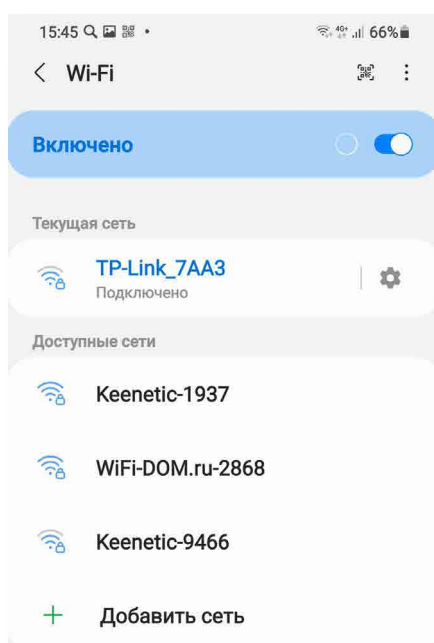 15:45 4G+ 66%
Wi-Fi
Включено
Текущая сеть
TP-Link_7AA3
Подключено
Доступные сети
Keenetic-1937
WiFi-DOM.ru-2868
Keenetic-9466
Добавить сеть